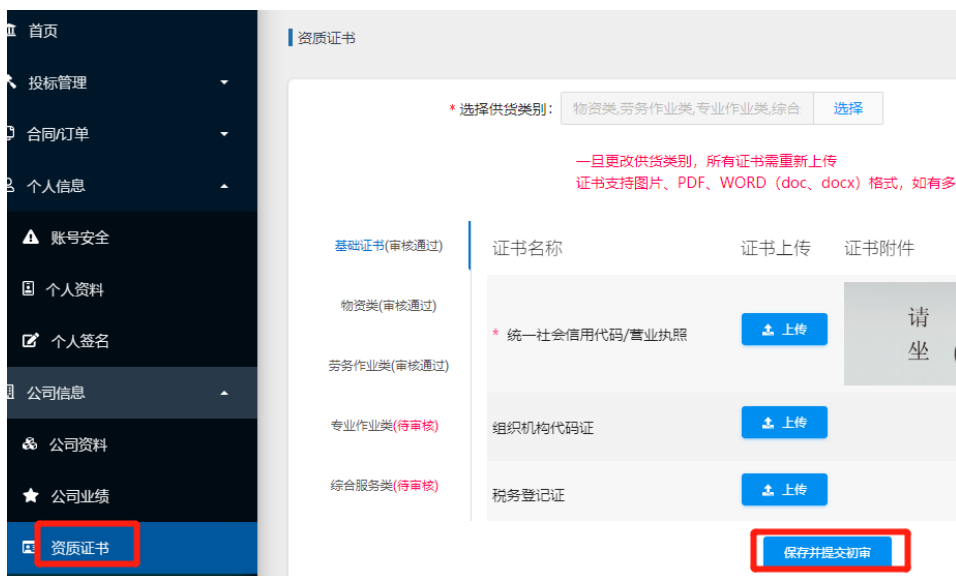 首页
投标管理
合同/订单
个人信息
账号安全
个人资料
个人签名
公司信息
公司资料
公司业绩
资质证书
资质证书
* 选择供货类别: 物资类,劳务作业类,专业作业类,综合 选择
一旦更改供货类别，所有证书需重新上传
证书支持图片、PDF、WORD（doc、docx）格式，如有多
基础证书(审核通过)
物资类(审核通过)
劳务作业类(审核通过)
专业作业类(待审核)
综合服务类(待审核)
证书名称 证书上传 证书附件
* 统一社会信用代码/营业执照 上传
请
坐
组织机构代码证 上传
税务登记证 上传
保存并提交初审